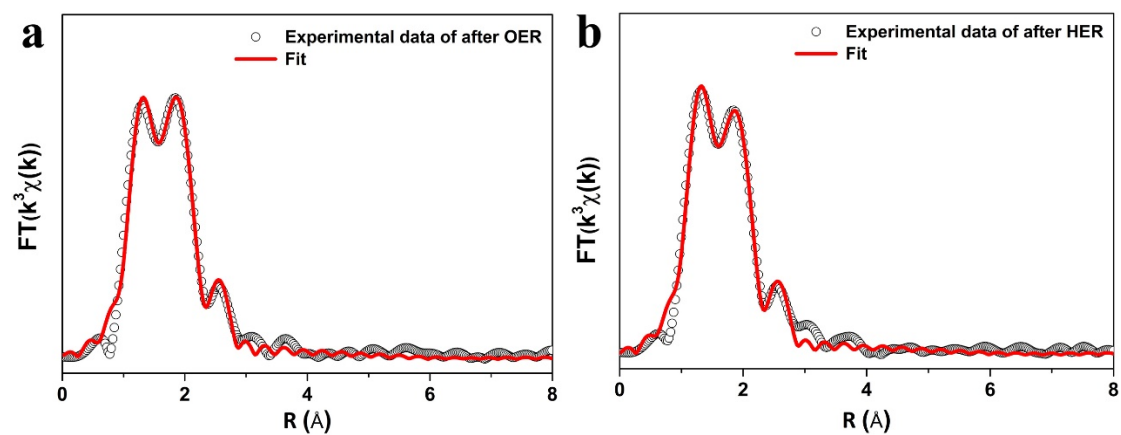 a
Experimental data of after OER
Fit
FT(k³χ(k))
0 2 4 6 8
R (Å)
b
Experimental data of after HER
Fit
FT(k³χ(k))
0 2 4 6 8
R (Å)